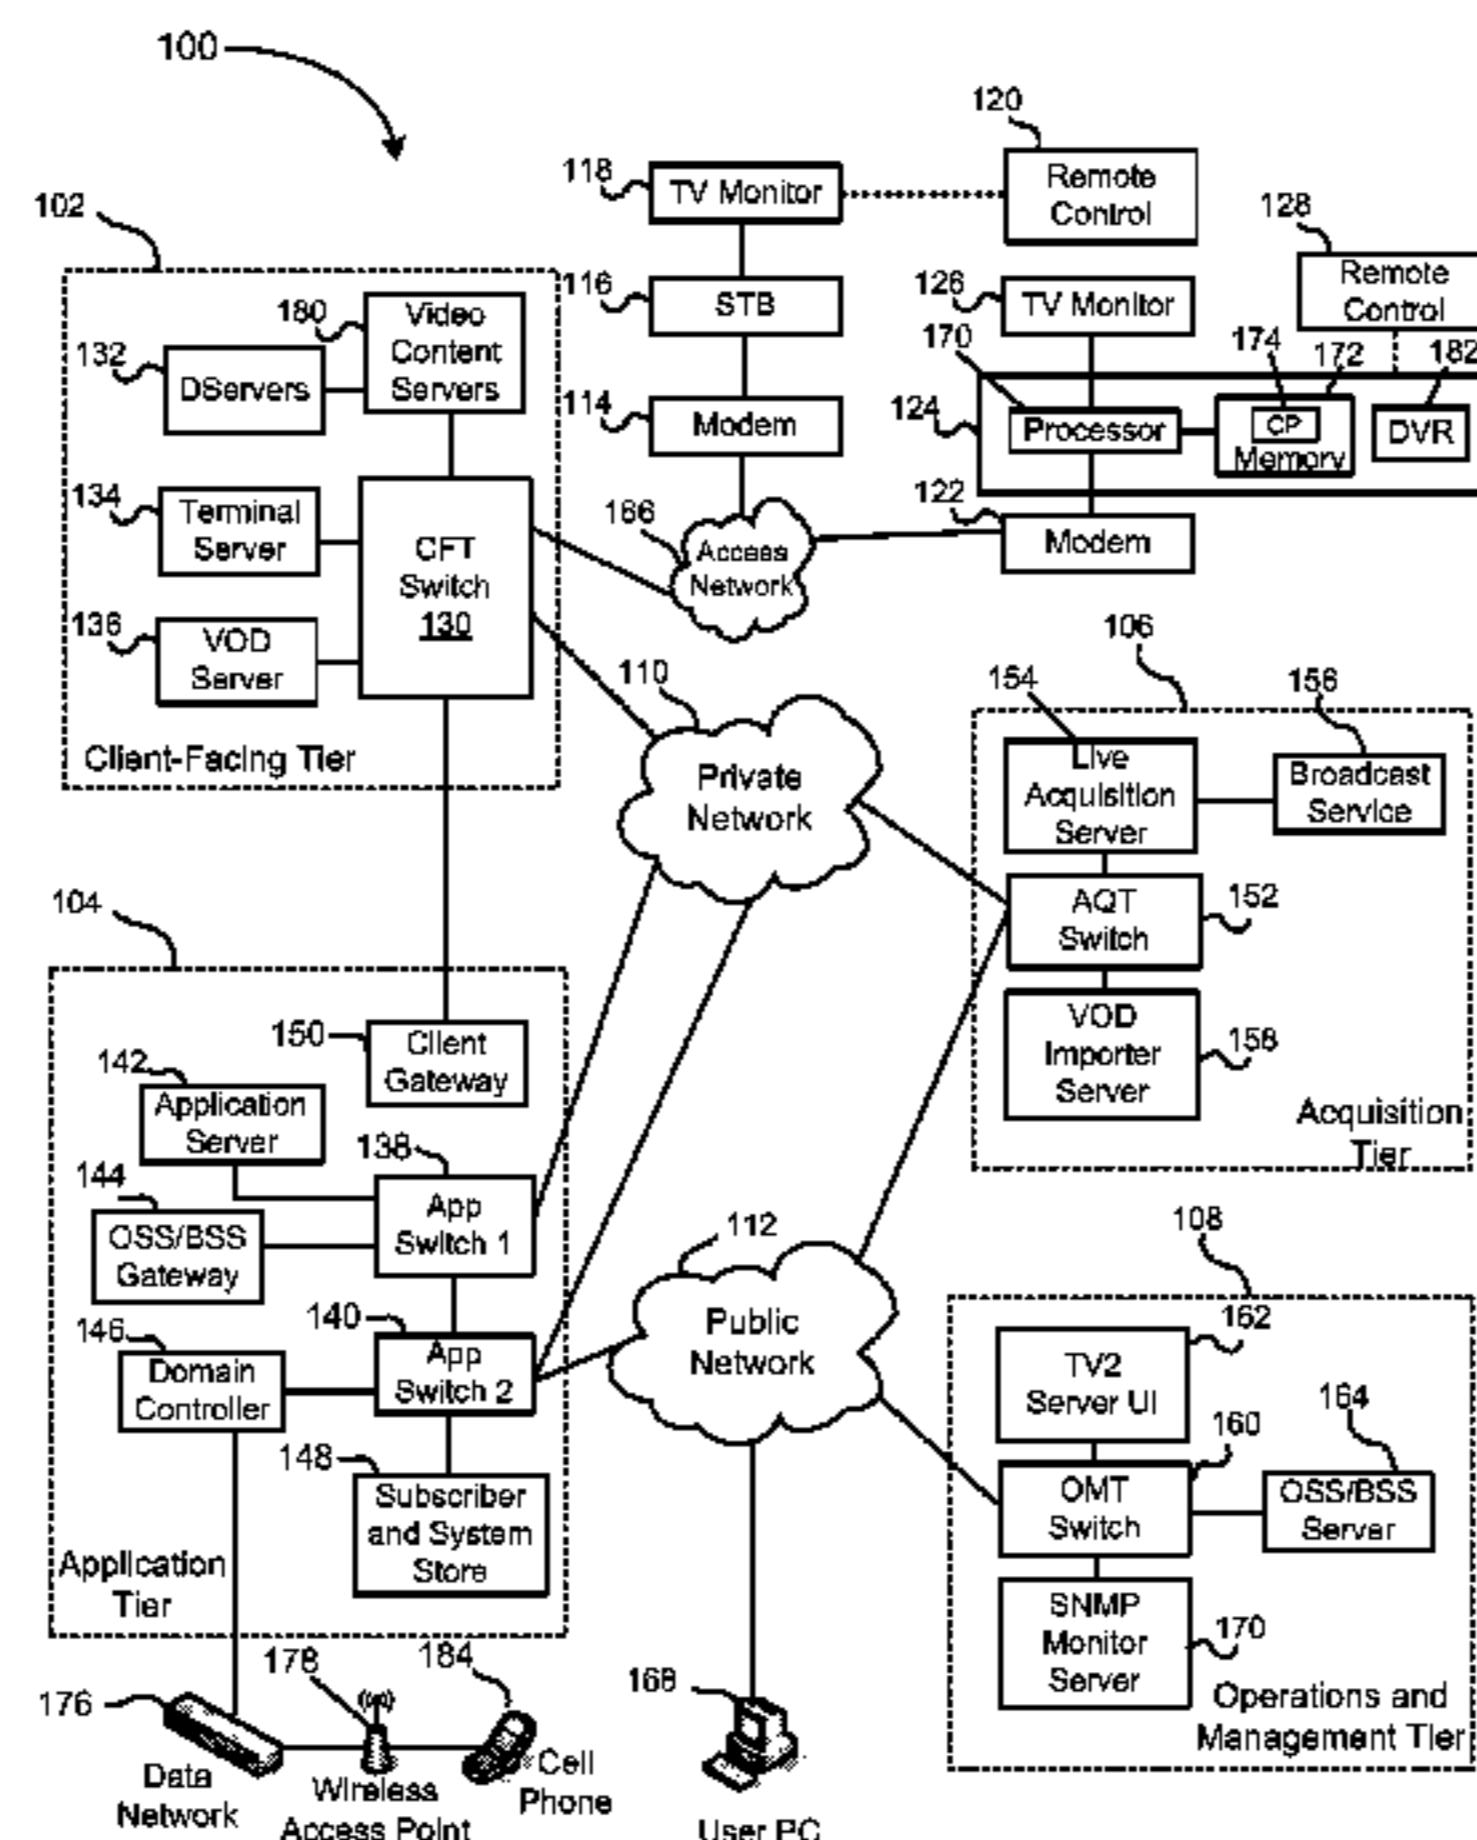 100
120
118
TV Monitor
Remote
Control
102
128
116
STB
126
TV Monitor
Remote
Control
180
Video
Content
Servers
132
DServers
170
174
172
182
114
Modem
124
Processor
CP
Memory
DVR
134
Terminal
Server
CFT
Switch
130
166
Access
Network
122
Modem
136
VOD
Server
106
110
154
156
Client-Facing Tier
Private
Network
Live
Acquisition
Server
Broadcast
Service
104
AQT
Switch
152
150
Client
Gateway
VOD
Importer
Server
158
142
Application
Server
Acquisition
Tier
138
144
App
Switch 1
OSS/BSS
Gateway
112
108
140
146
Public
Network
162
TV2
Server UI
Domain
Controller
App
Switch 2
164
160
148
OMT
Switch
OSS/BSS
Server
Subscriber
and System
Store
Application
Tier
SNMP
Monitor
Server
170
178
184
168
176
Operations and
Management Tier
Data
Network
Wireless
Access Point
Cell
Phone
User PC